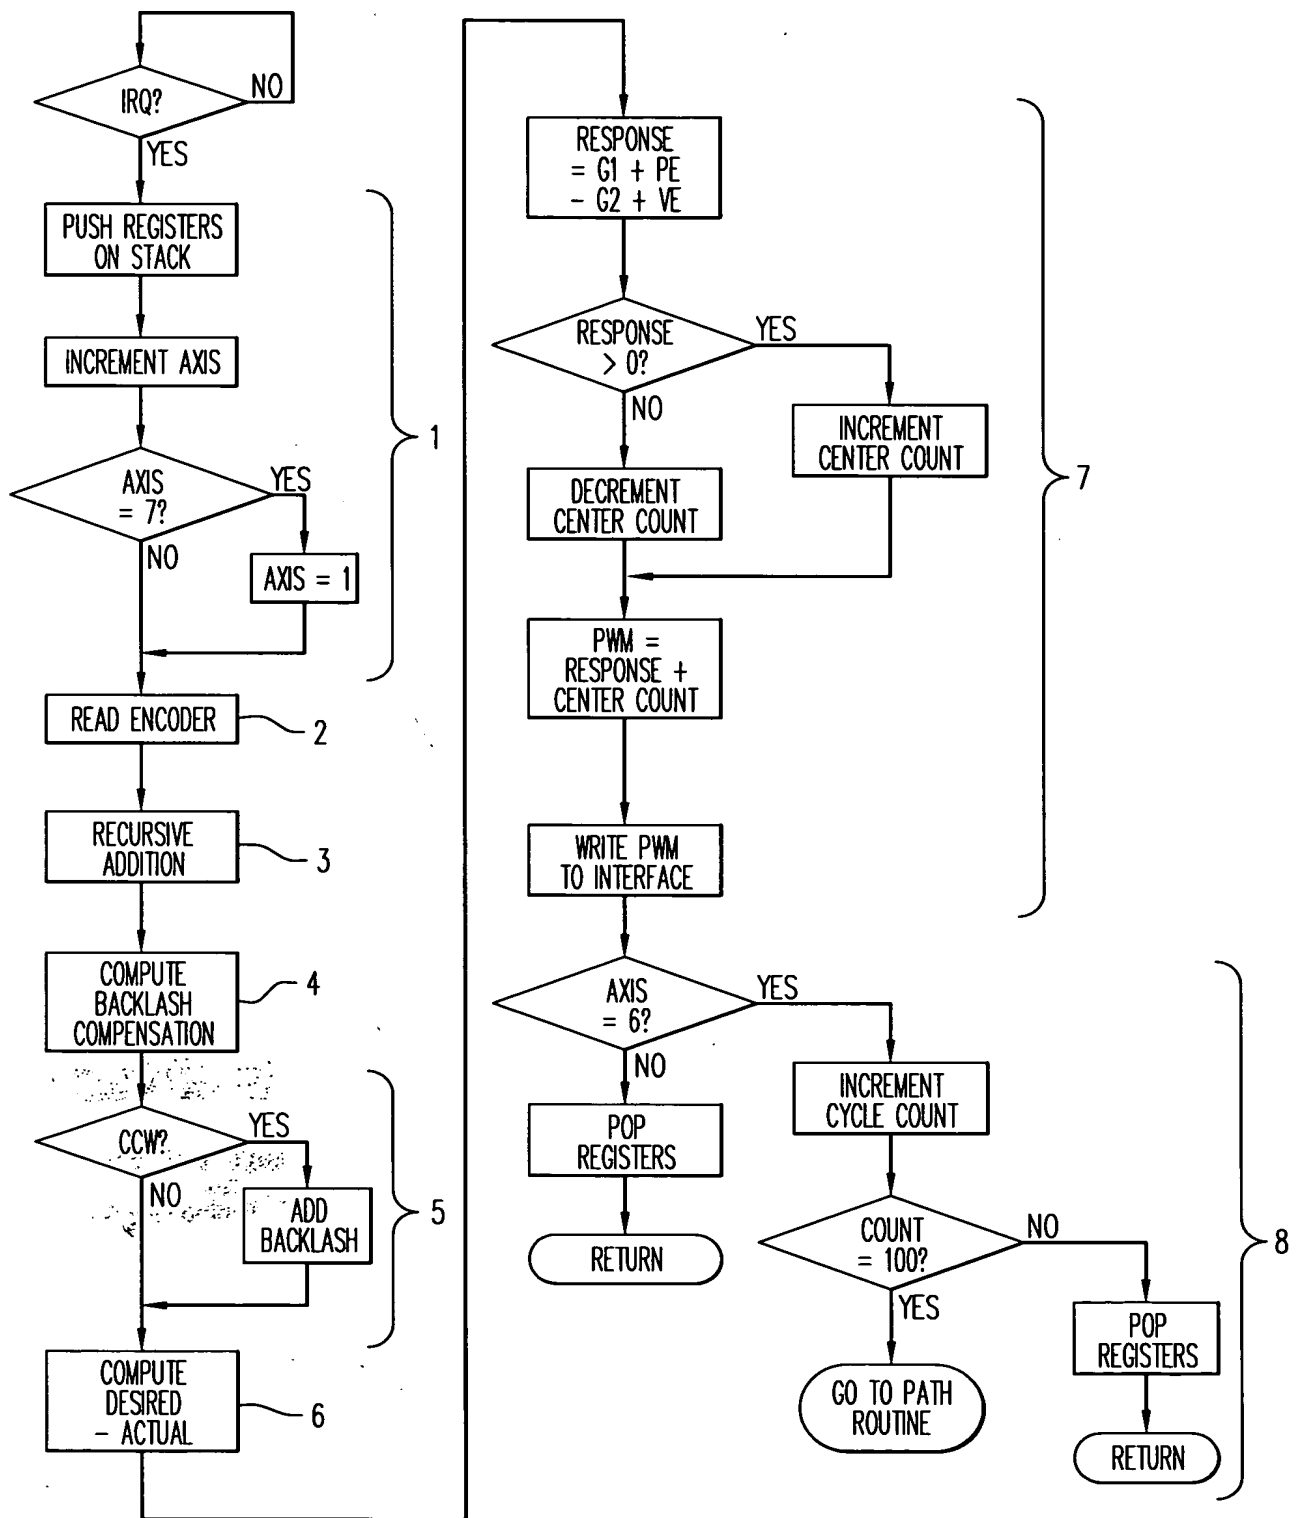 IRQ?
NO
YES
PUSH REGISTERS
ON STACK
INCREMENT AXIS
AXIS
= 7?
YES
NO
AXIS = 1
1
READ ENCODER
2
RECURSIVE
ADDITION
3
COMPUTE
BACKLASH
COMPENSATION
4
CCW?
YES
NO
ADD
BACKLASH
5
COMPUTE
DESIRED
- ACTUAL
6
RESPONSE
= G1 + PE
- G2 + VE
RESPONSE
> 0?
YES
NO
INCREMENT
CENTER COUNT
DECREMENT
CENTER COUNT
PWM =
RESPONSE +
CENTER COUNT
WRITE PWM
TO INTERFACE
7
AXIS
= 6?
YES
NO
POP
REGISTERS
RETURN
INCREMENT
CYCLE COUNT
COUNT
= 100?
NO
YES
GO TO PATH
ROUTINE
POP
REGISTERS
RETURN
8